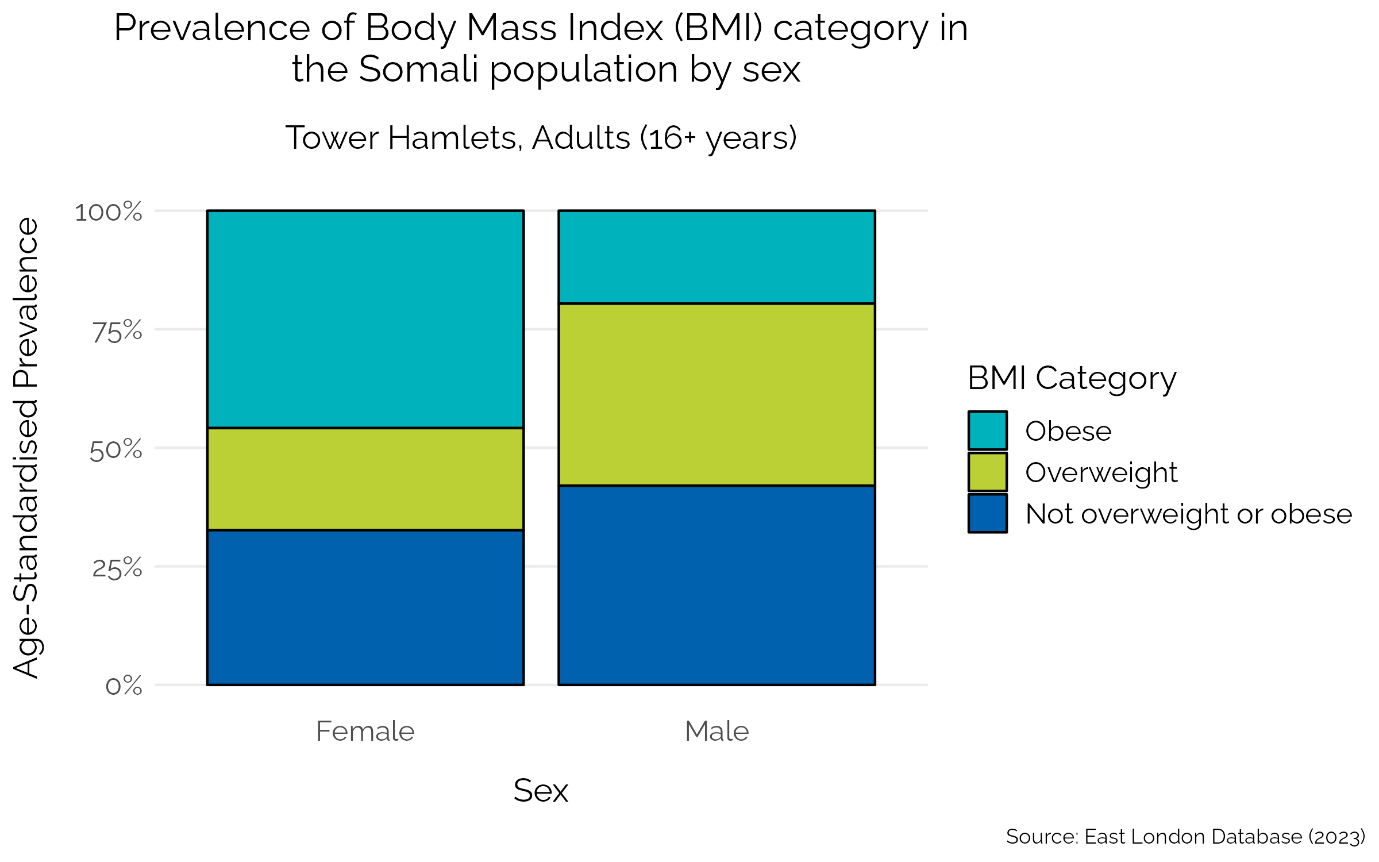 Prevalence of Body Mass Index (BMI) category in
the Somali population by sex
Tower Hamlets, Adults (16+ years)
Age-Standardised Prevalence
100%
75%
50%
25%
0%
Female
Male
Sex
BMI Category
Obese
Overweight
Not overweight or obese
Source: East London Database (2023)